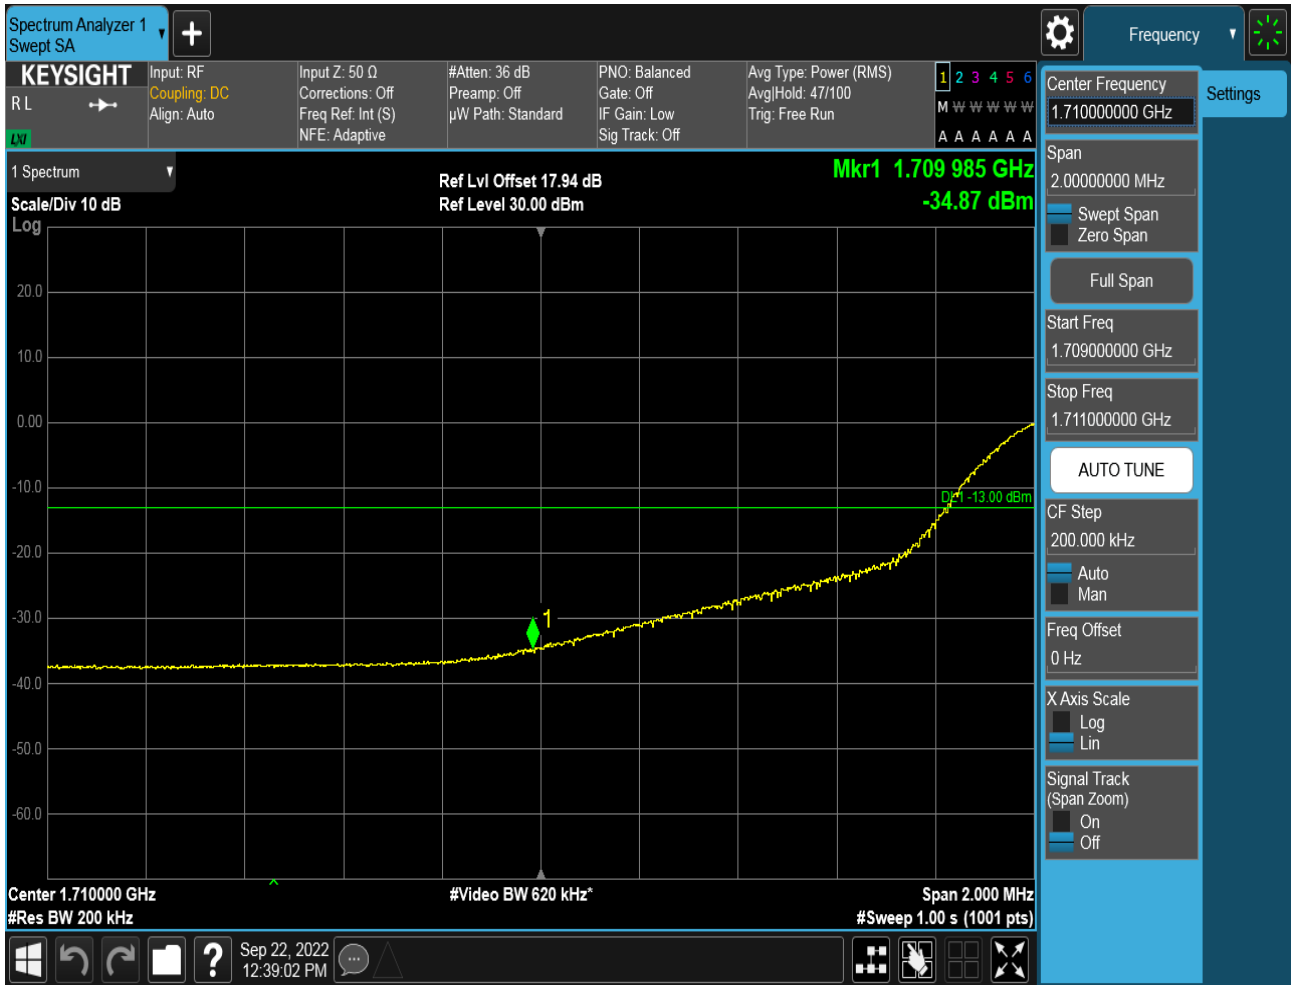 Spectrum Analyzer 1
Swept SA
Frequency
KEYSIGHT
R L
LXI
Input: RF
Coupling: DC
Align: Auto
Input Z: 50 Ω
Corrections: Off
Freq Ref: Int (S)
NFE: Adaptive
#Atten: 36 dB
Preamp: Off
µW Path: Standard
PNO: Balanced
Gate: Off
IF Gain: Low
Sig Track: Off
Avg Type: Power (RMS)
Avg|Hold: 47/100
Trig: Free Run
1 2 3 4 5 6
M W W W W W
A A A A A A
1 Spectrum
Scale/Div 10 dB
Log
Ref Lvl Offset 17.94 dB
Ref Level 30.00 dBm
Mkr1 1.709 985 GHz
-34.87 dBm
20.0
10.0
0.00
-10.0
-20.0
-30.0
-40.0
-50.0
-60.0
DL1 -13.00 dBm
1
Center 1.710000 GHz
#Res BW 200 kHz
#Video BW 620 kHz*
Span 2.000 MHz
#Sweep 1.00 s (1001 pts)
Sep 22, 2022
12:39:02 PM
Center Frequency
1.710000000 GHz
Settings
Span
2.00000000 MHz
Swept Span
Zero Span
Full Span
Start Freq
1.709000000 GHz
Stop Freq
1.711000000 GHz
AUTO TUNE
CF Step
200.000 kHz
Auto
Man
Freq Offset
0 Hz
X Axis Scale
Log
Lin
Signal Track
(Span Zoom)
On
Off